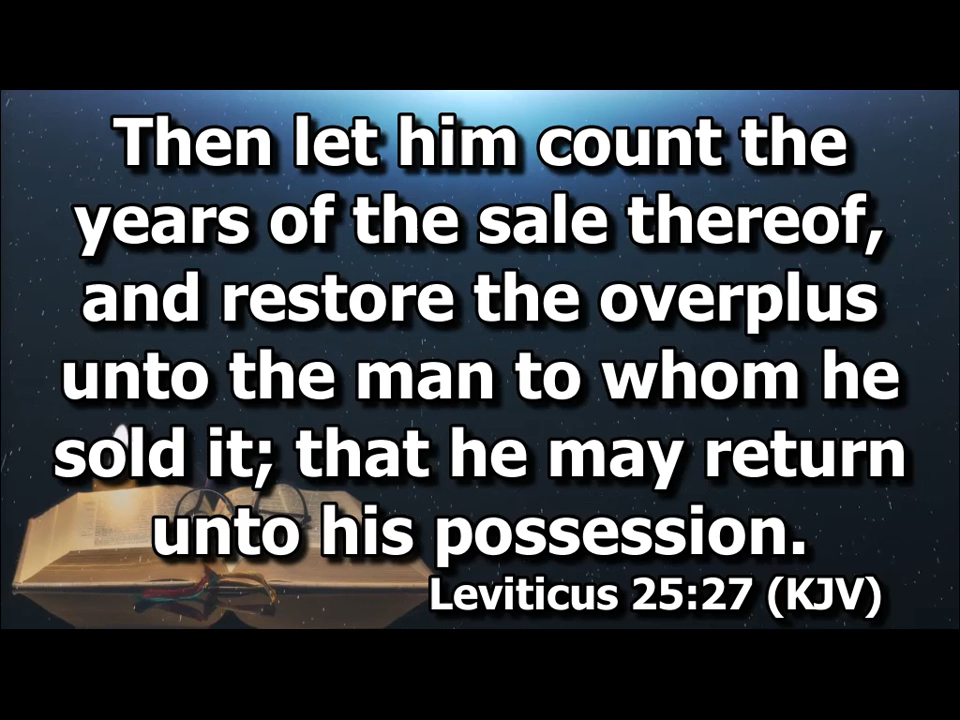 Then let him count the
years of the sale thereof,
and restore the overplus
unto the man to whom he
sold it; that he may return
unto his possession.
Leviticus 25:27 (KJV)